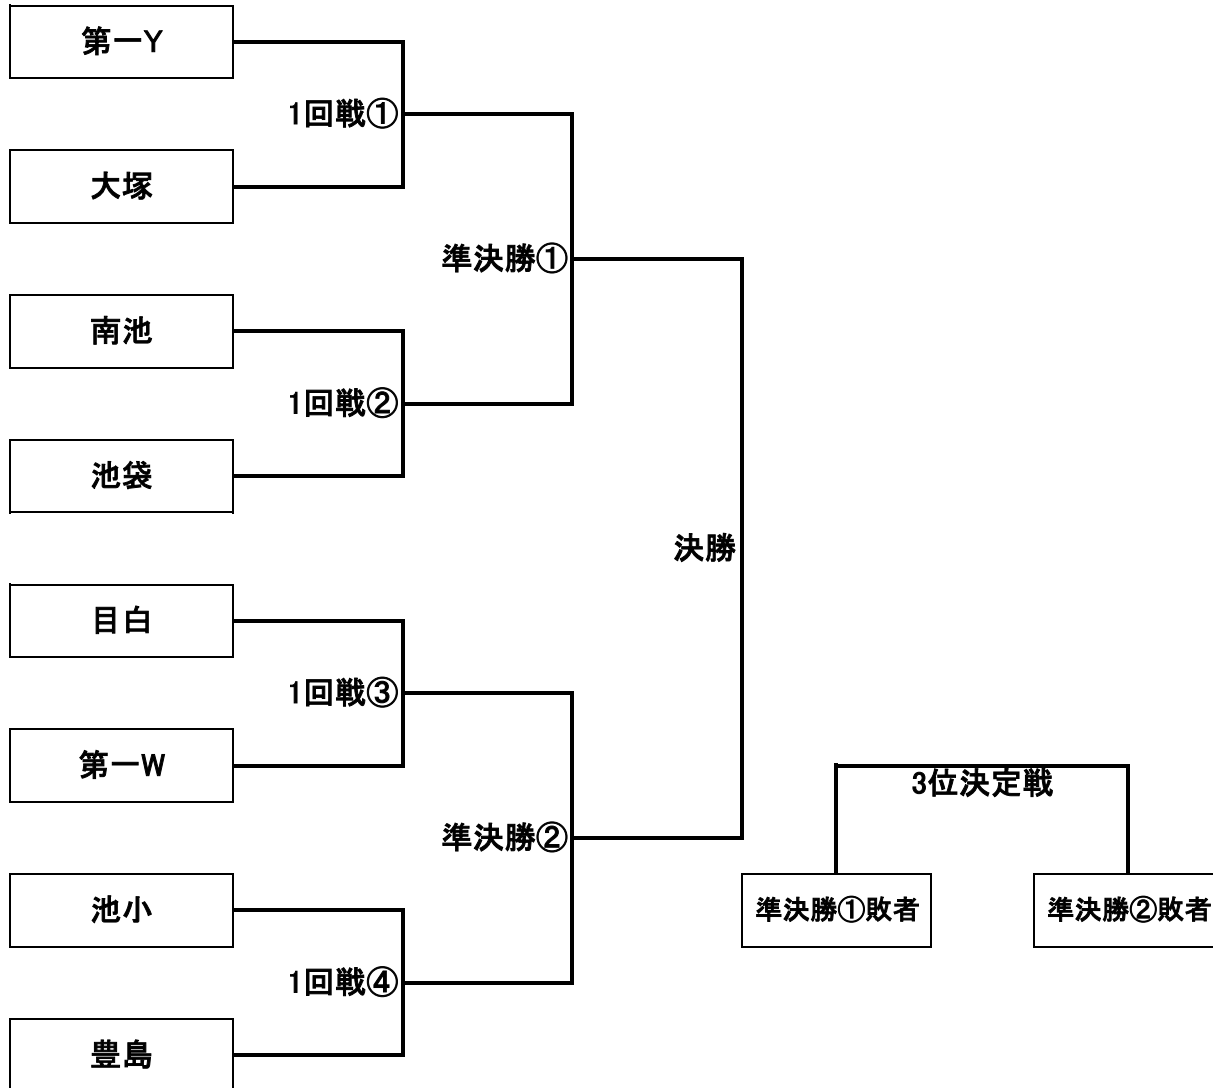 第一Y
1回戦①
大塚
準決勝①
南池
1回戦②
池袋
決勝
目白
1回戦③
第一W
準決勝②
池小
1回戦④
豊島
3位決定戦
準決勝①敗者
準決勝②敗者